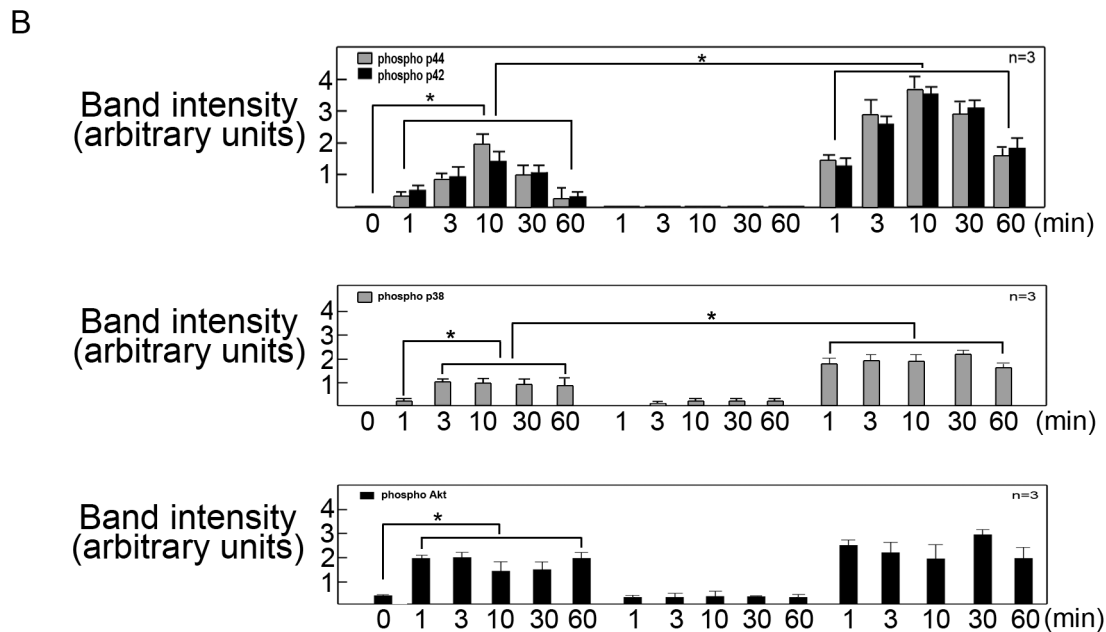 B
phospho p44
phospho p42
n=3
*
*
Band intensity
(arbitrary units)
4
3
2
1
0 1 3 10 30 60 1 3 10 30 60 1 3 10 30 60 (min)
phospho p38
n=3
*
*
Band intensity
(arbitrary units)
4
3
2
1
0 1 3 10 30 60 1 3 10 30 60 1 3 10 30 60 (min)
phospho Akt
n=3
*
Band intensity
(arbitrary units)
4
3
2
1
0 1 3 10 30 60 1 3 10 30 60 1 3 10 30 60 (min)